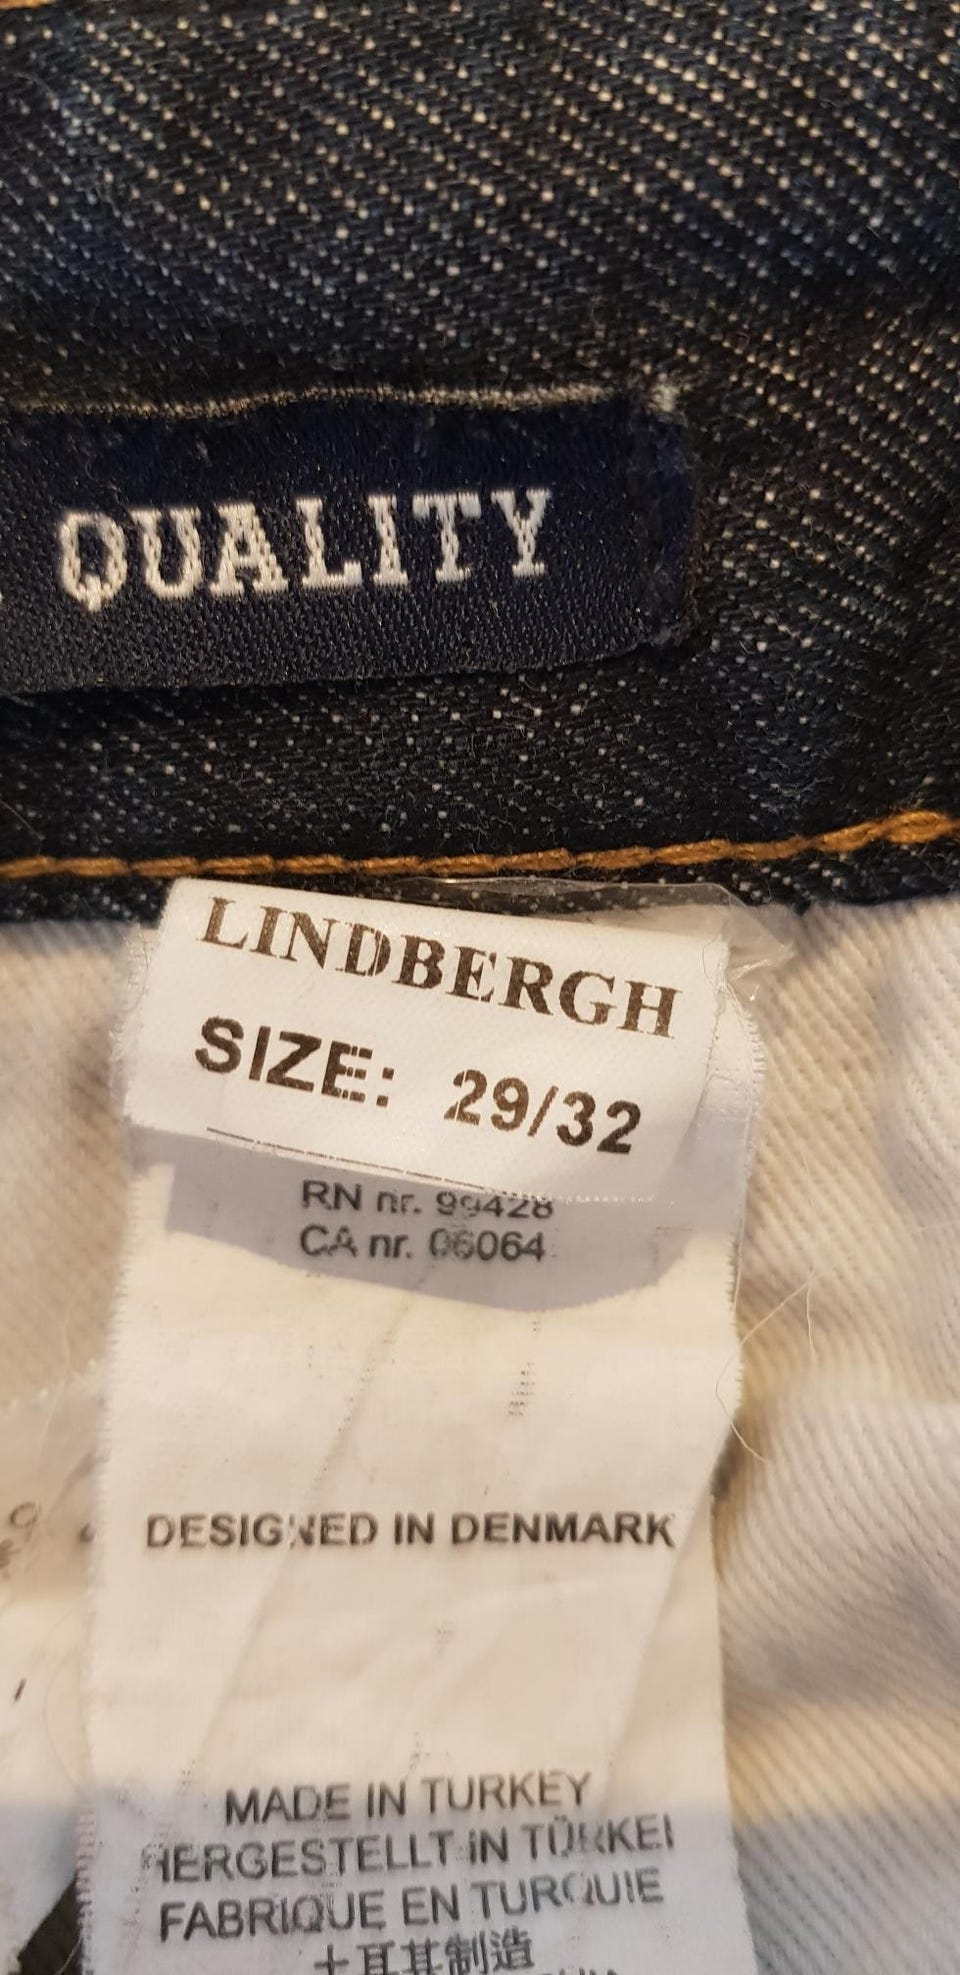 QUALITY
LINDBERGH
SIZE: 29/32
RN nr. 99428
CA nr. 06064
DESIGNED IN DENMARK
MADE IN TURKEY
HERGESTELLT IN TÜRKEI
FABRIQUE EN TURQUIE
土耳其制造